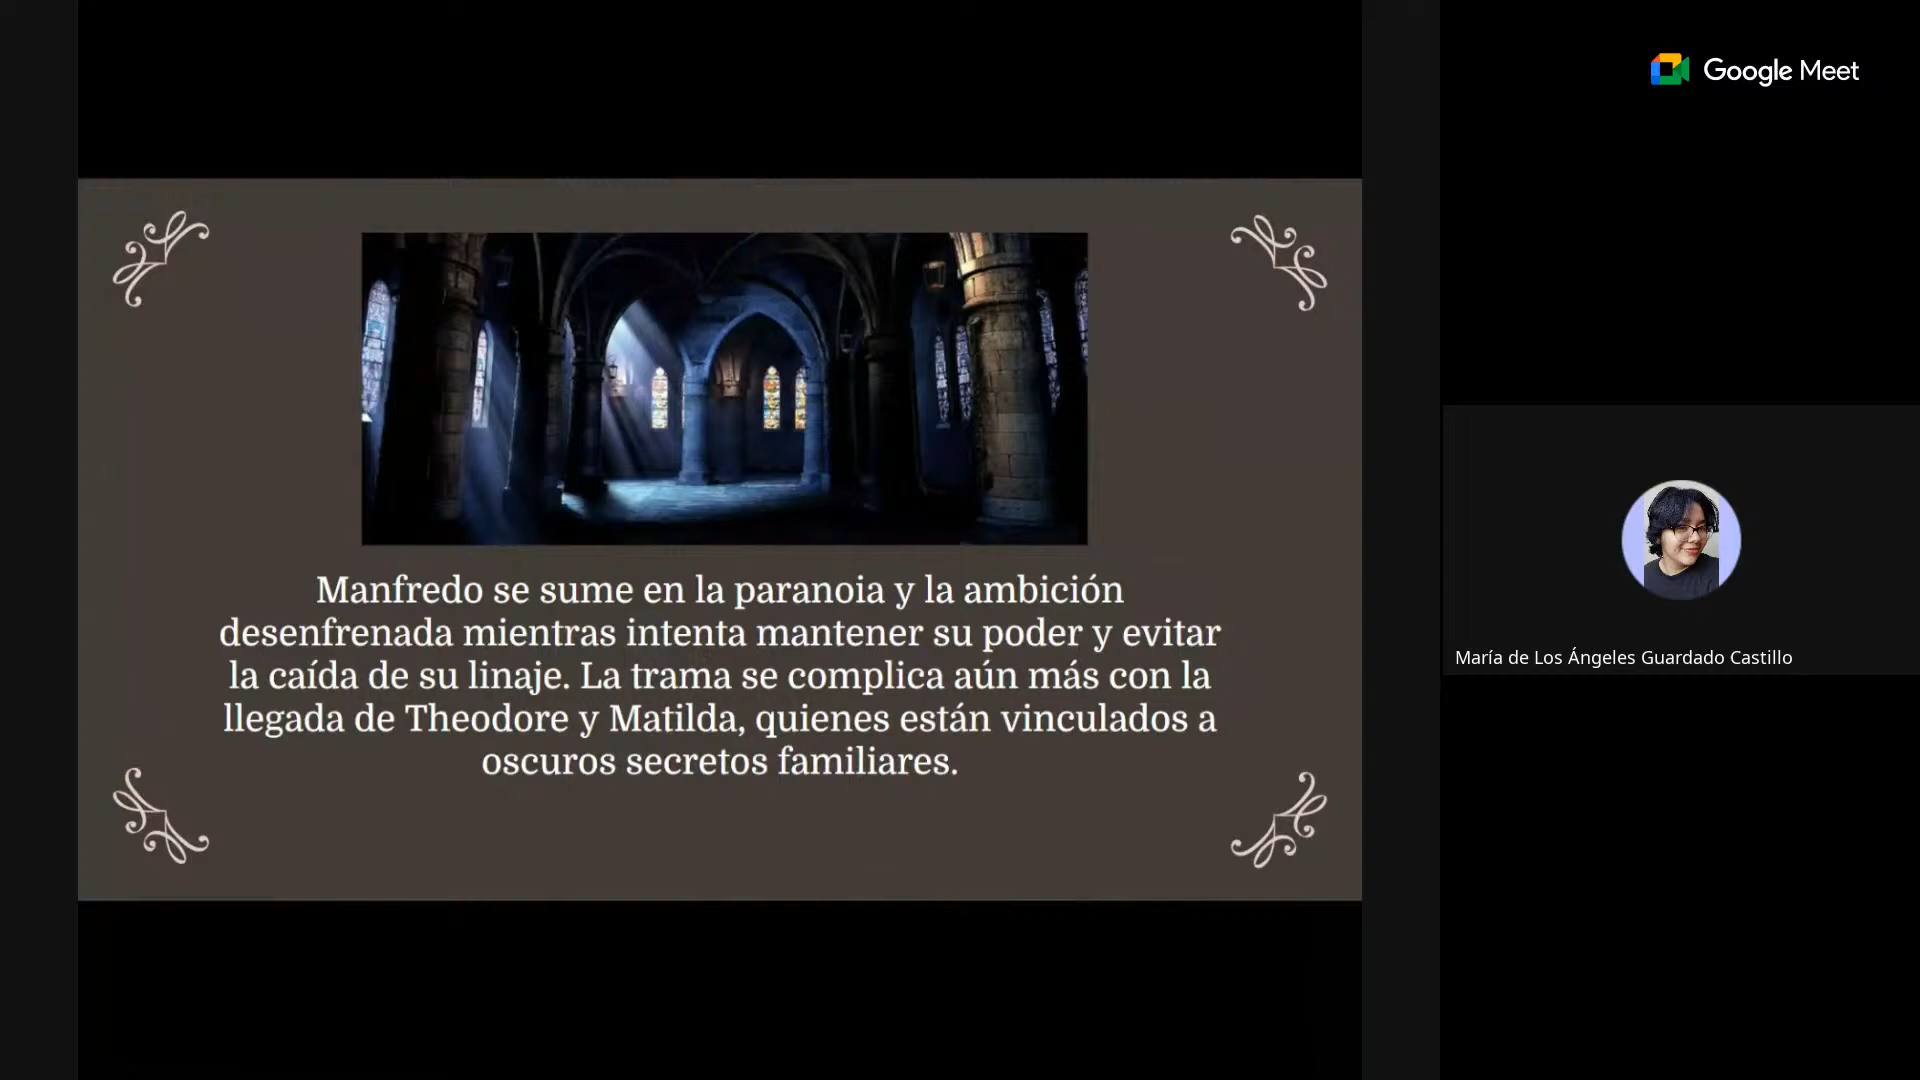 Google Meet
Manfredo se sume en la paranoia y la ambición
desenfrenada mientras intenta mantener su poder y evitar
la caída de su linaje. La trama se complica aún más con la
llegada de Theodore y Matilda, quienes están vinculados a
oscuros secretos familiares.
María de Los Ángeles Guardado Castillo